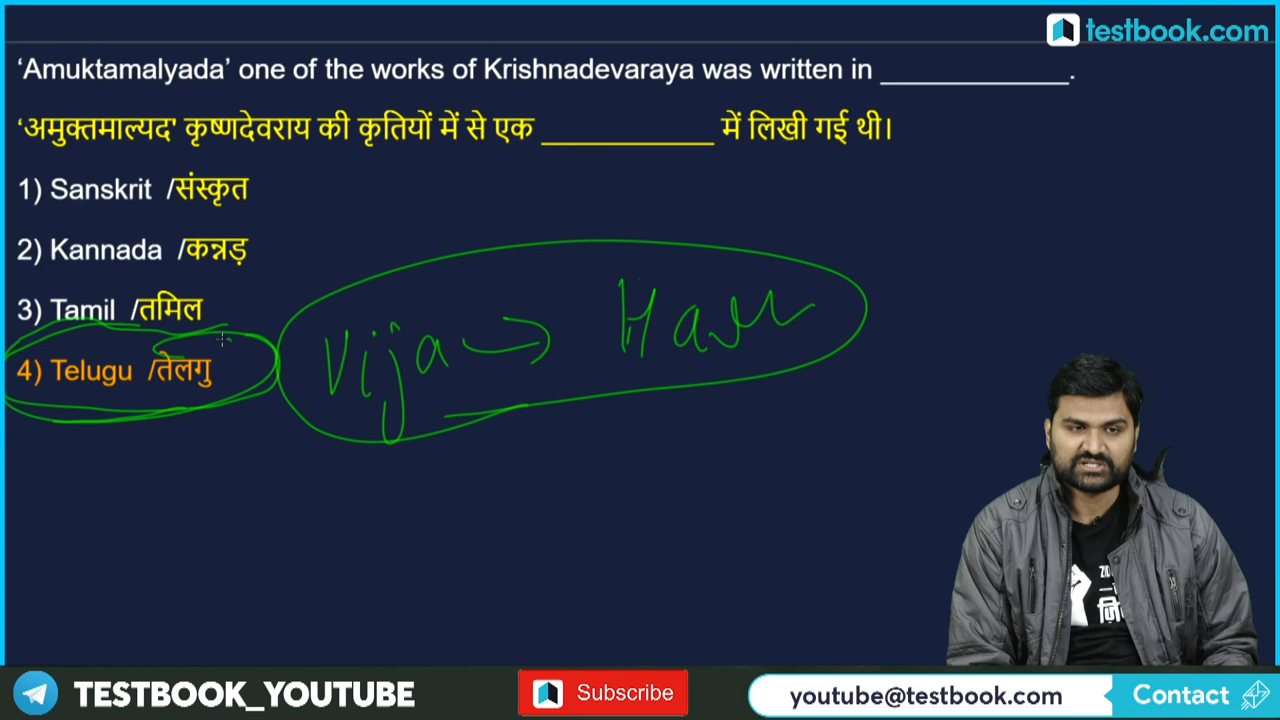 testbook.com
‘Amuktamalyada’ one of the works of Krishnadevaraya was written in ____________.
‘अमुक्तमाल्यद' कृष्णदेवराय की कृतियों में से एक ___________ में लिखी गई थी।
1) Sanskrit /संस्कृत
2) Kannada /कन्नड़
3) Tamil /तमिल
4) Telugu /तेलगु
Vija →
TESTBOOK_YOUTUBE
Subscribe
youtube@testbook.com
Contact